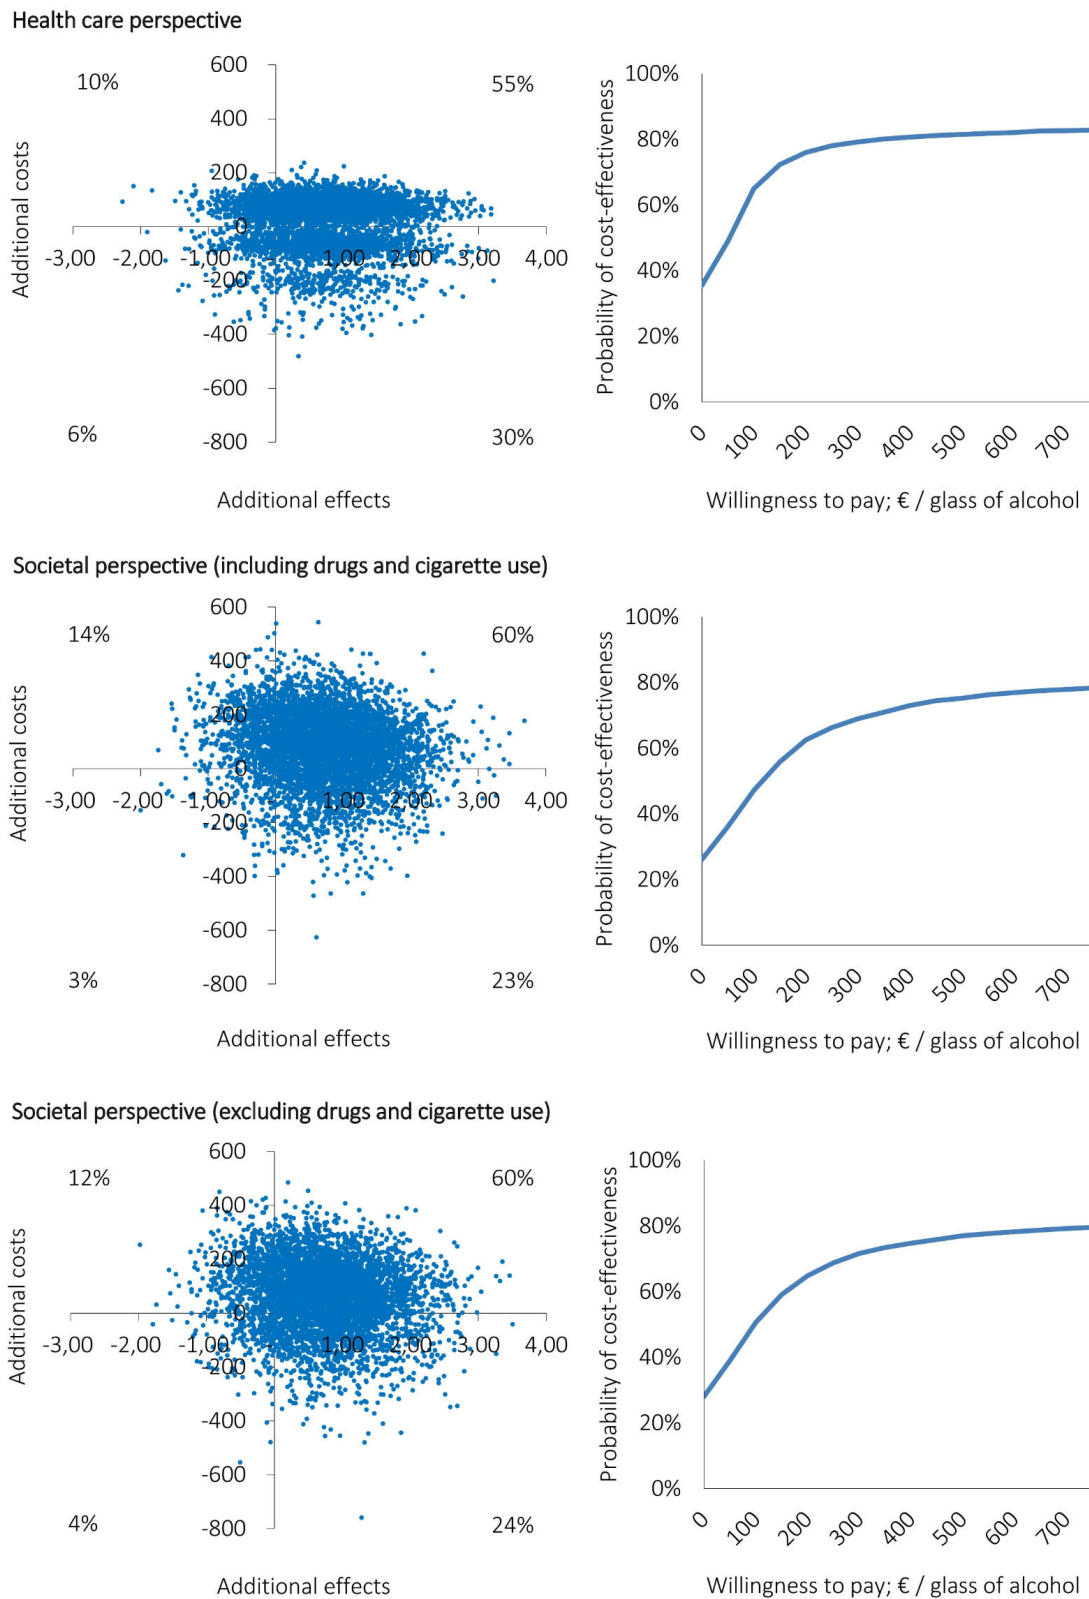 Health care perspective
10%
55%
600
400
200
0
-200
-400
-600
-800
-3,00 -2,00 -1,00 1,00 2,00 3,00 4,00
Additional costs
6%
30%
Additional effects
100%
80%
60%
40%
20%
0%
Probability of cost-effectiveness
0 100 200 300 400 500 600 700
Willingness to pay; € / glass of alcohol
Societal perspective (including drugs and cigarette use)
14%
60%
600
400
200
0
-200
-400
-600
-800
-3,00 -2,00 -1,00 1,00 2,00 3,00 4,00
Additional costs
3%
23%
Additional effects
100%
80%
60%
40%
20%
0%
Probability of cost-effectiveness
0 100 200 300 400 500 600 700
Willingness to pay; € / glass of alcohol
Societal perspective (excluding drugs and cigarette use)
12%
60%
600
400
200
0
-200
-400
-600
-800
-3,00 -2,00 -1,00 1,00 2,00 3,00 4,00
Additional costs
4%
24%
Additional effects
100%
80%
60%
40%
20%
0%
Probability of cost-effectiveness
0 100 200 300 400 500 600 700
Willingness to pay; € / glass of alcohol